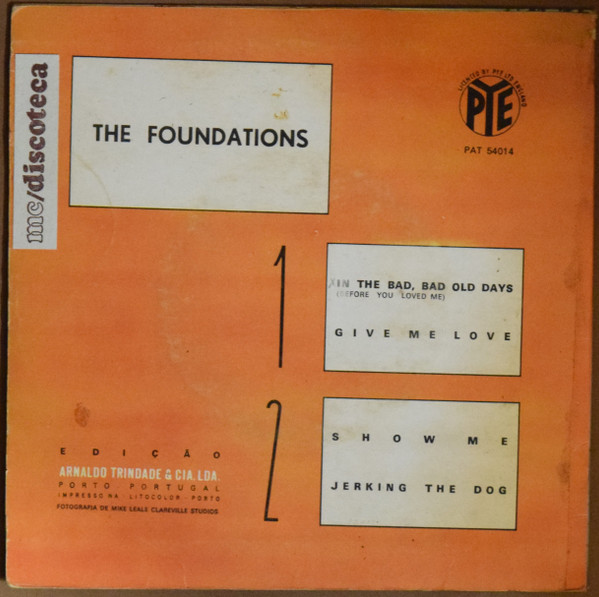 mc/discoteca
THE FOUNDATIONS
LICENSED BY PYE LTD ENGLAND
PYE
PAT 54014
1
IN THE BAD, BAD OLD DAYS
(BEFORE YOU LOVED ME)
GIVE ME LOVE
2
SHOW ME
JERKING THE DOG
EDIÇÃO
ARNALDO TRINDADE & CIA. LDA.
PORTO - PORTUGAL
IMPRESSO NA LITOCOLOR - PORTO
FOTOGRAFIA DE MIKE LEALE CLAREVILLE STUDIOS